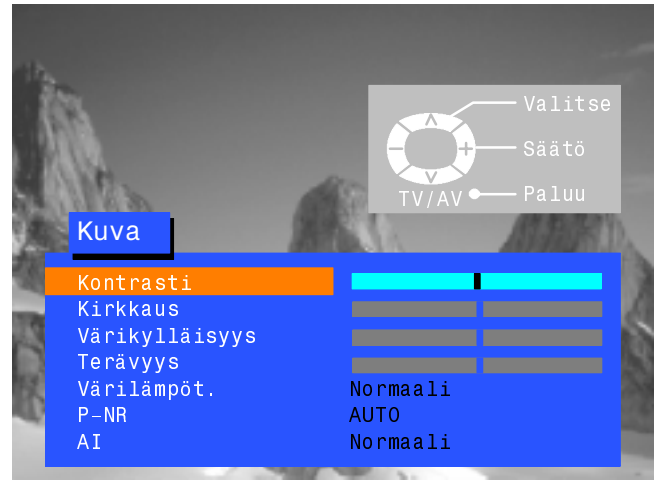 Valitse
Säätö
TV/AV Paluu
Kuva
Kontrasti
Kirkkaus
Värikylläisyys
Terävyys
Värilämpöt. Normaali
P-NR AUTO
AI Normaali